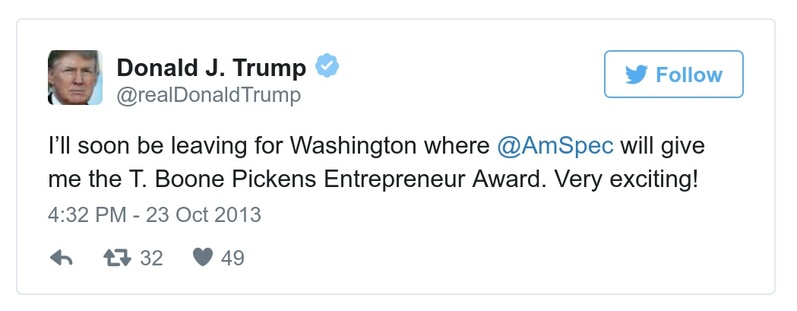 Donald J. Trump
@realDonaldTrump
Follow
I’ll soon be leaving for Washington where @AmSpec will give
me the T. Boone Pickens Entrepreneur Award. Very exciting!
4:32 PM - 23 Oct 2013
32 49